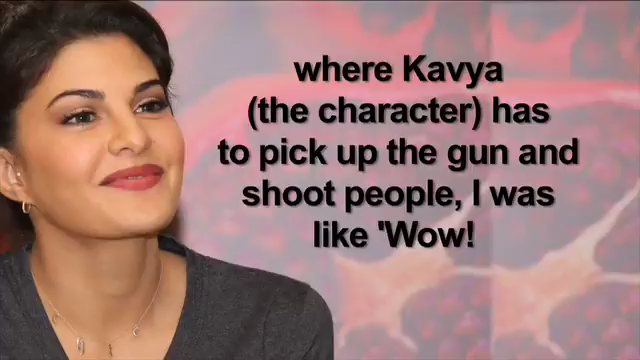 where Kavya
(the character) has
to pick up the gun and
shoot people, I was
like 'Wow!